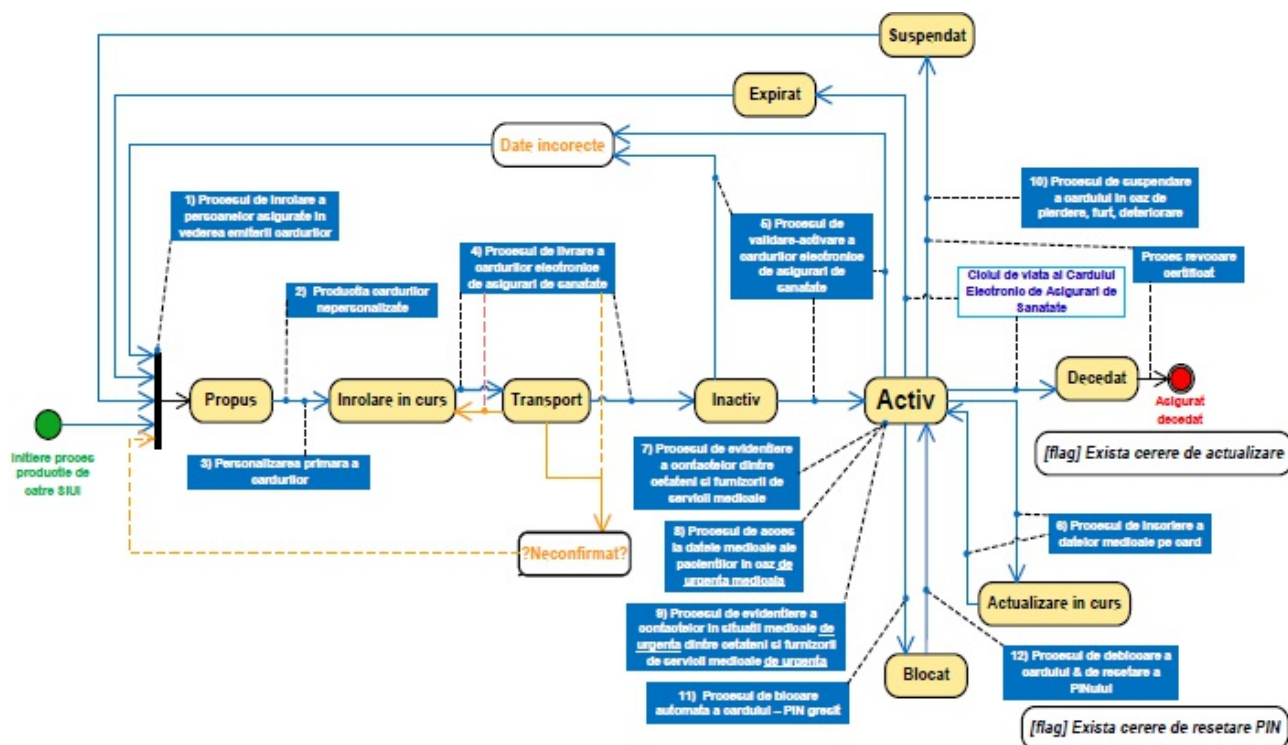 Suspendat
Expirat
Date incorecte
1) Procesul de inrolare a
persoanelor asigurate in
vederea emiterii cardurilor
4) Procesul de livrare a
cardurilor electronice
de asigurari de sanatate
2) Productia cardurilor
nepersonalizate
5) Procesul de
validare-activare a
cardurilor electronice
de asigurari de
sanatate
10) Procesul de suspendare
a cardului in caz de
pierdere, furt, deteriorare
Proces revocare
certificat
Ciclul de viata al Cardului
Electronic de Asigurari de
Sanatate
Propus
Inrolare in curs
Transport
Inactiv
Activ
Decedat
Asigurat
decedat
Initiere proces
productie de
catre SIUI
3) Personalizarea primara a
cardurilor
7) Procesul de evidentiere
a contactelor dintre
cetateni si furnizorii de
servicii medicale
[flag] Exista cerere de actualizare
?Neconfirmat?
8) Procesul de acces
la datele medicale ale
pacientilor in caz de
urgenta medicala
6) Procesul de inscriere a
datelor medicale pe card
9) Procesul de evidentiere a
contactelor in situatii medicale de
urgenta dintre cetateni si furnizorii
de servicii medicale de urgenta
Actualizare in curs
Blocat
11) Procesul de blocare
automata a cardului – PIN gresit
12) Procesul de deblocare a
cardului & de resetare a
PINului
[flag] Exista cerere de resetare PIN